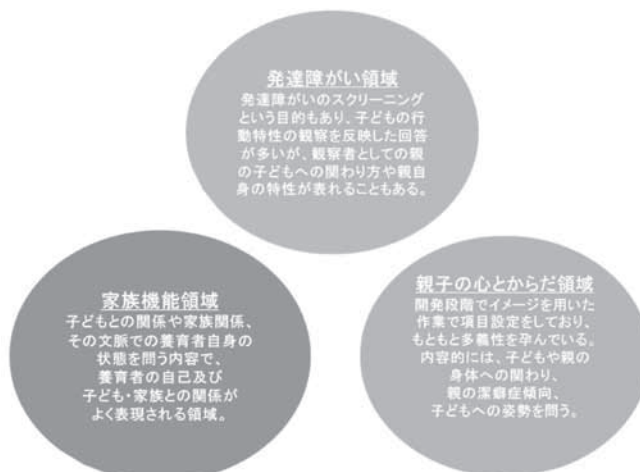 発達障がい領域
発達障がいのスクリーニング
という目的もあり、子どもの行
動特性の観察を反映した回答
が多いが、観察者としての親
の子どもへの関わり方や親自
身の特性が表れることもある。
家族機能領域
子どもとの関係や家族関係、
その文脈での養育者自身の
状態を問う内容で、
養育者の自己及び
子ども・家族との関係が
よく表現される領域。
親子の心とからだ領域
開発段階でイメージを用いた
作業で項目設定をしており、
もともと多義性を孕んでいる。
内容的には、子どもや親の
身体への関わり、
親の潔癖症傾向、
子どもへの姿勢を問う。